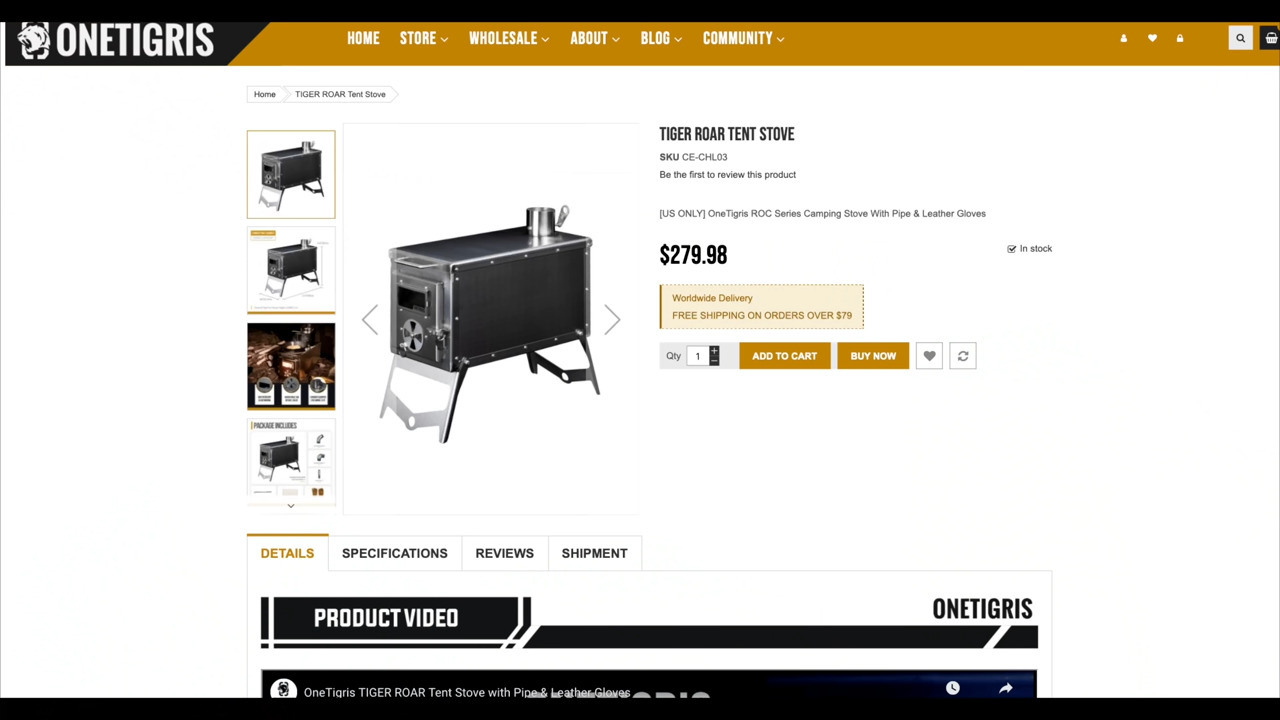 ONETIGRIS
HOME STORE WHOLESALE ABOUT BLOG COMMUNITY
Home TIGER ROAR Tent Stove
TIGER ROAR TENT STOVE
SKU CE-CHL03
Be the first to review this product
[US ONLY] OneTigris ROC Series Camping Stove With Pipe & Leather Gloves
$279.98
In stock
Worldwide Delivery
FREE SHIPPING ON ORDERS OVER $79
Qty 1 + ADD TO CART BUY NOW
PACKAGE INCLUDES
DETAILS SPECIFICATIONS REVIEWS SHIPMENT
PRODUCT VIDEO
ONETIGRIS
OneTigris TIGER ROAR Tent Stove with Pipe & Leather Gloves